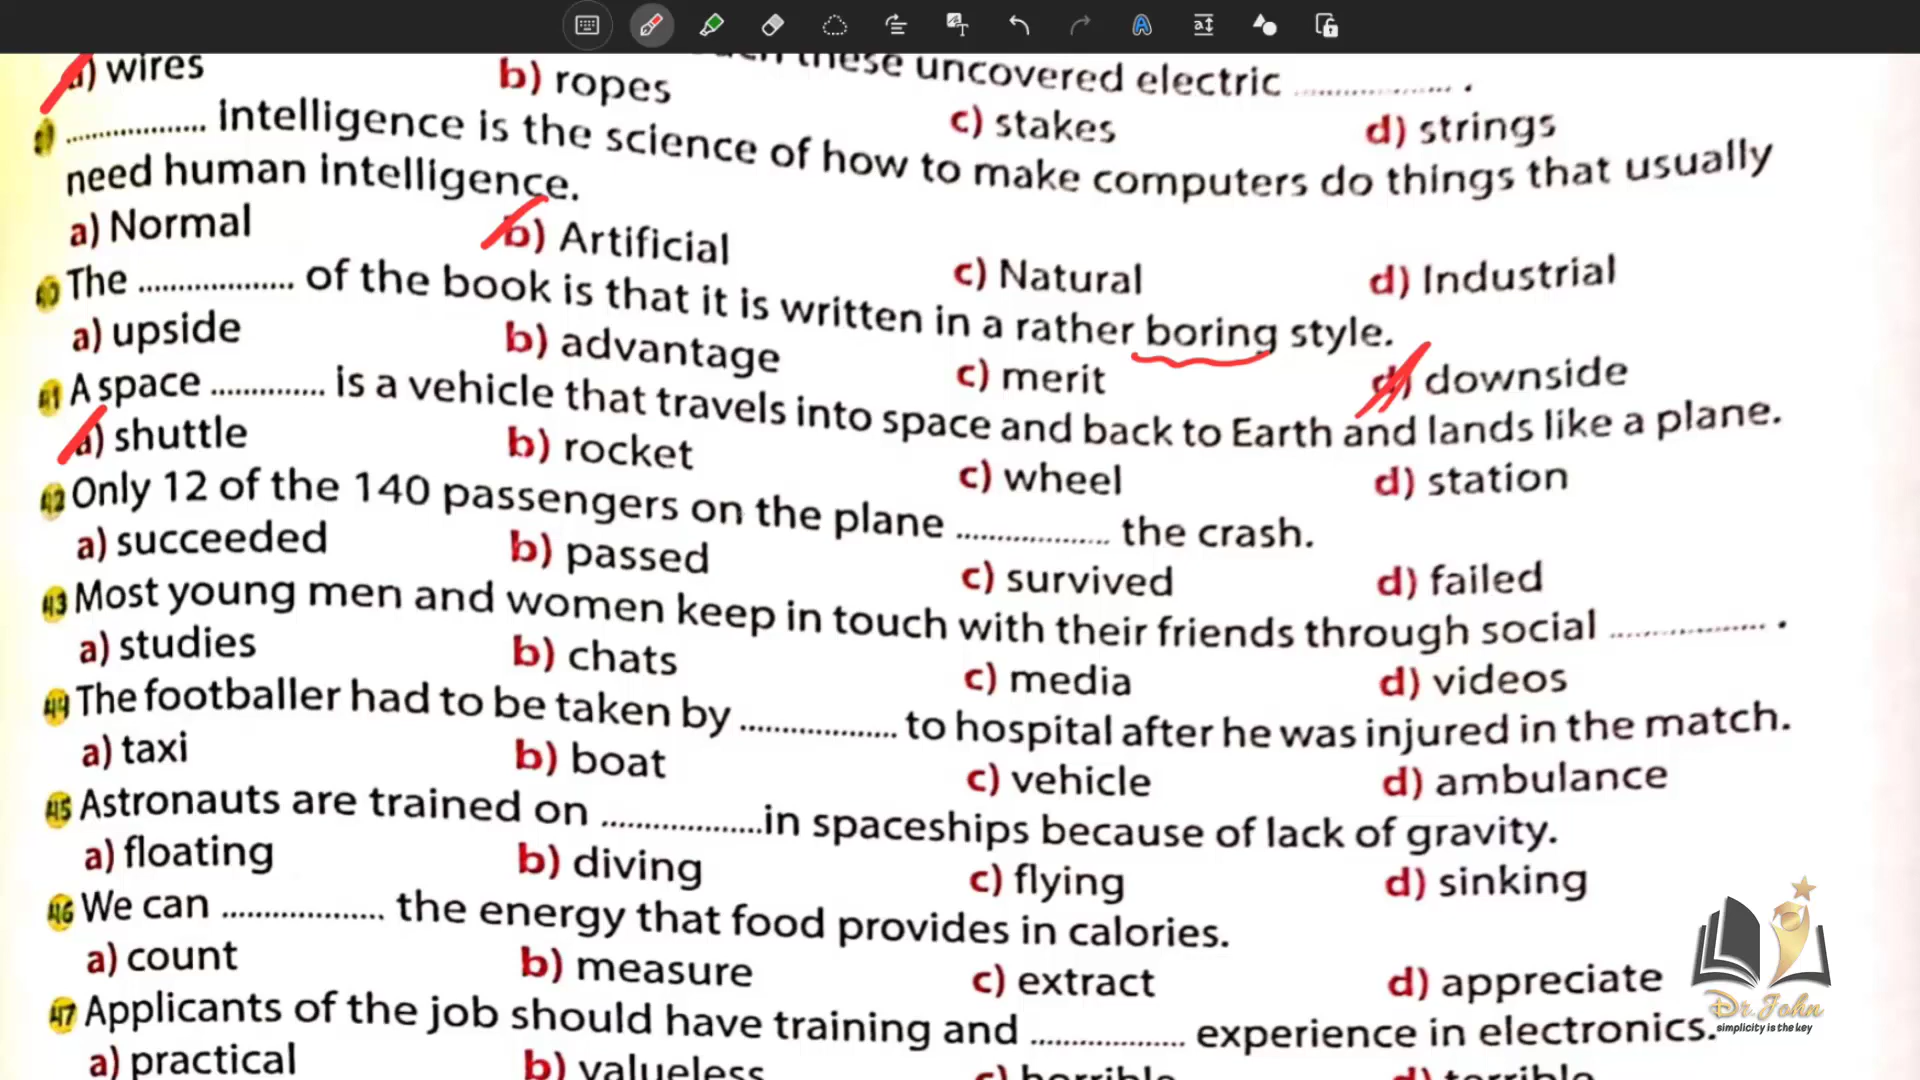 these uncovered electric .................. .
a) wires b) ropes c) stakes d) strings
.................. intelligence is the science of how to make computers do things that usually
need human intelligence.
a) Normal b) Artificial c) Natural d) Industrial
40 The .................. of the book is that it is written in a rather boring style.
a) upside b) advantage c) merit d) downside
41 A space .............. is a vehicle that travels into space and back to Earth and lands like a plane.
a) shuttle b) rocket c) wheel d) station
42 Only 12 of the 140 passengers on the plane .................. the crash.
a) succeeded b) passed c) survived d) failed
43 Most young men and women keep in touch with their friends through social .................. .
a) studies b) chats c) media d) videos
44 The footballer had to be taken by .................. to hospital after he was injured in the match.
a) taxi b) boat c) vehicle d) ambulance
45 Astronauts are trained on ..................in spaceships because of lack of gravity.
a) floating b) diving c) flying d) sinking
46 We can .................. the energy that food provides in calories.
a) count b) measure c) extract d) appreciate
47 Applicants of the job should have training and .................. experience in electronics.
a) practical b) valueless c) horrible d) terrible
Dr. John
simplicity is the key